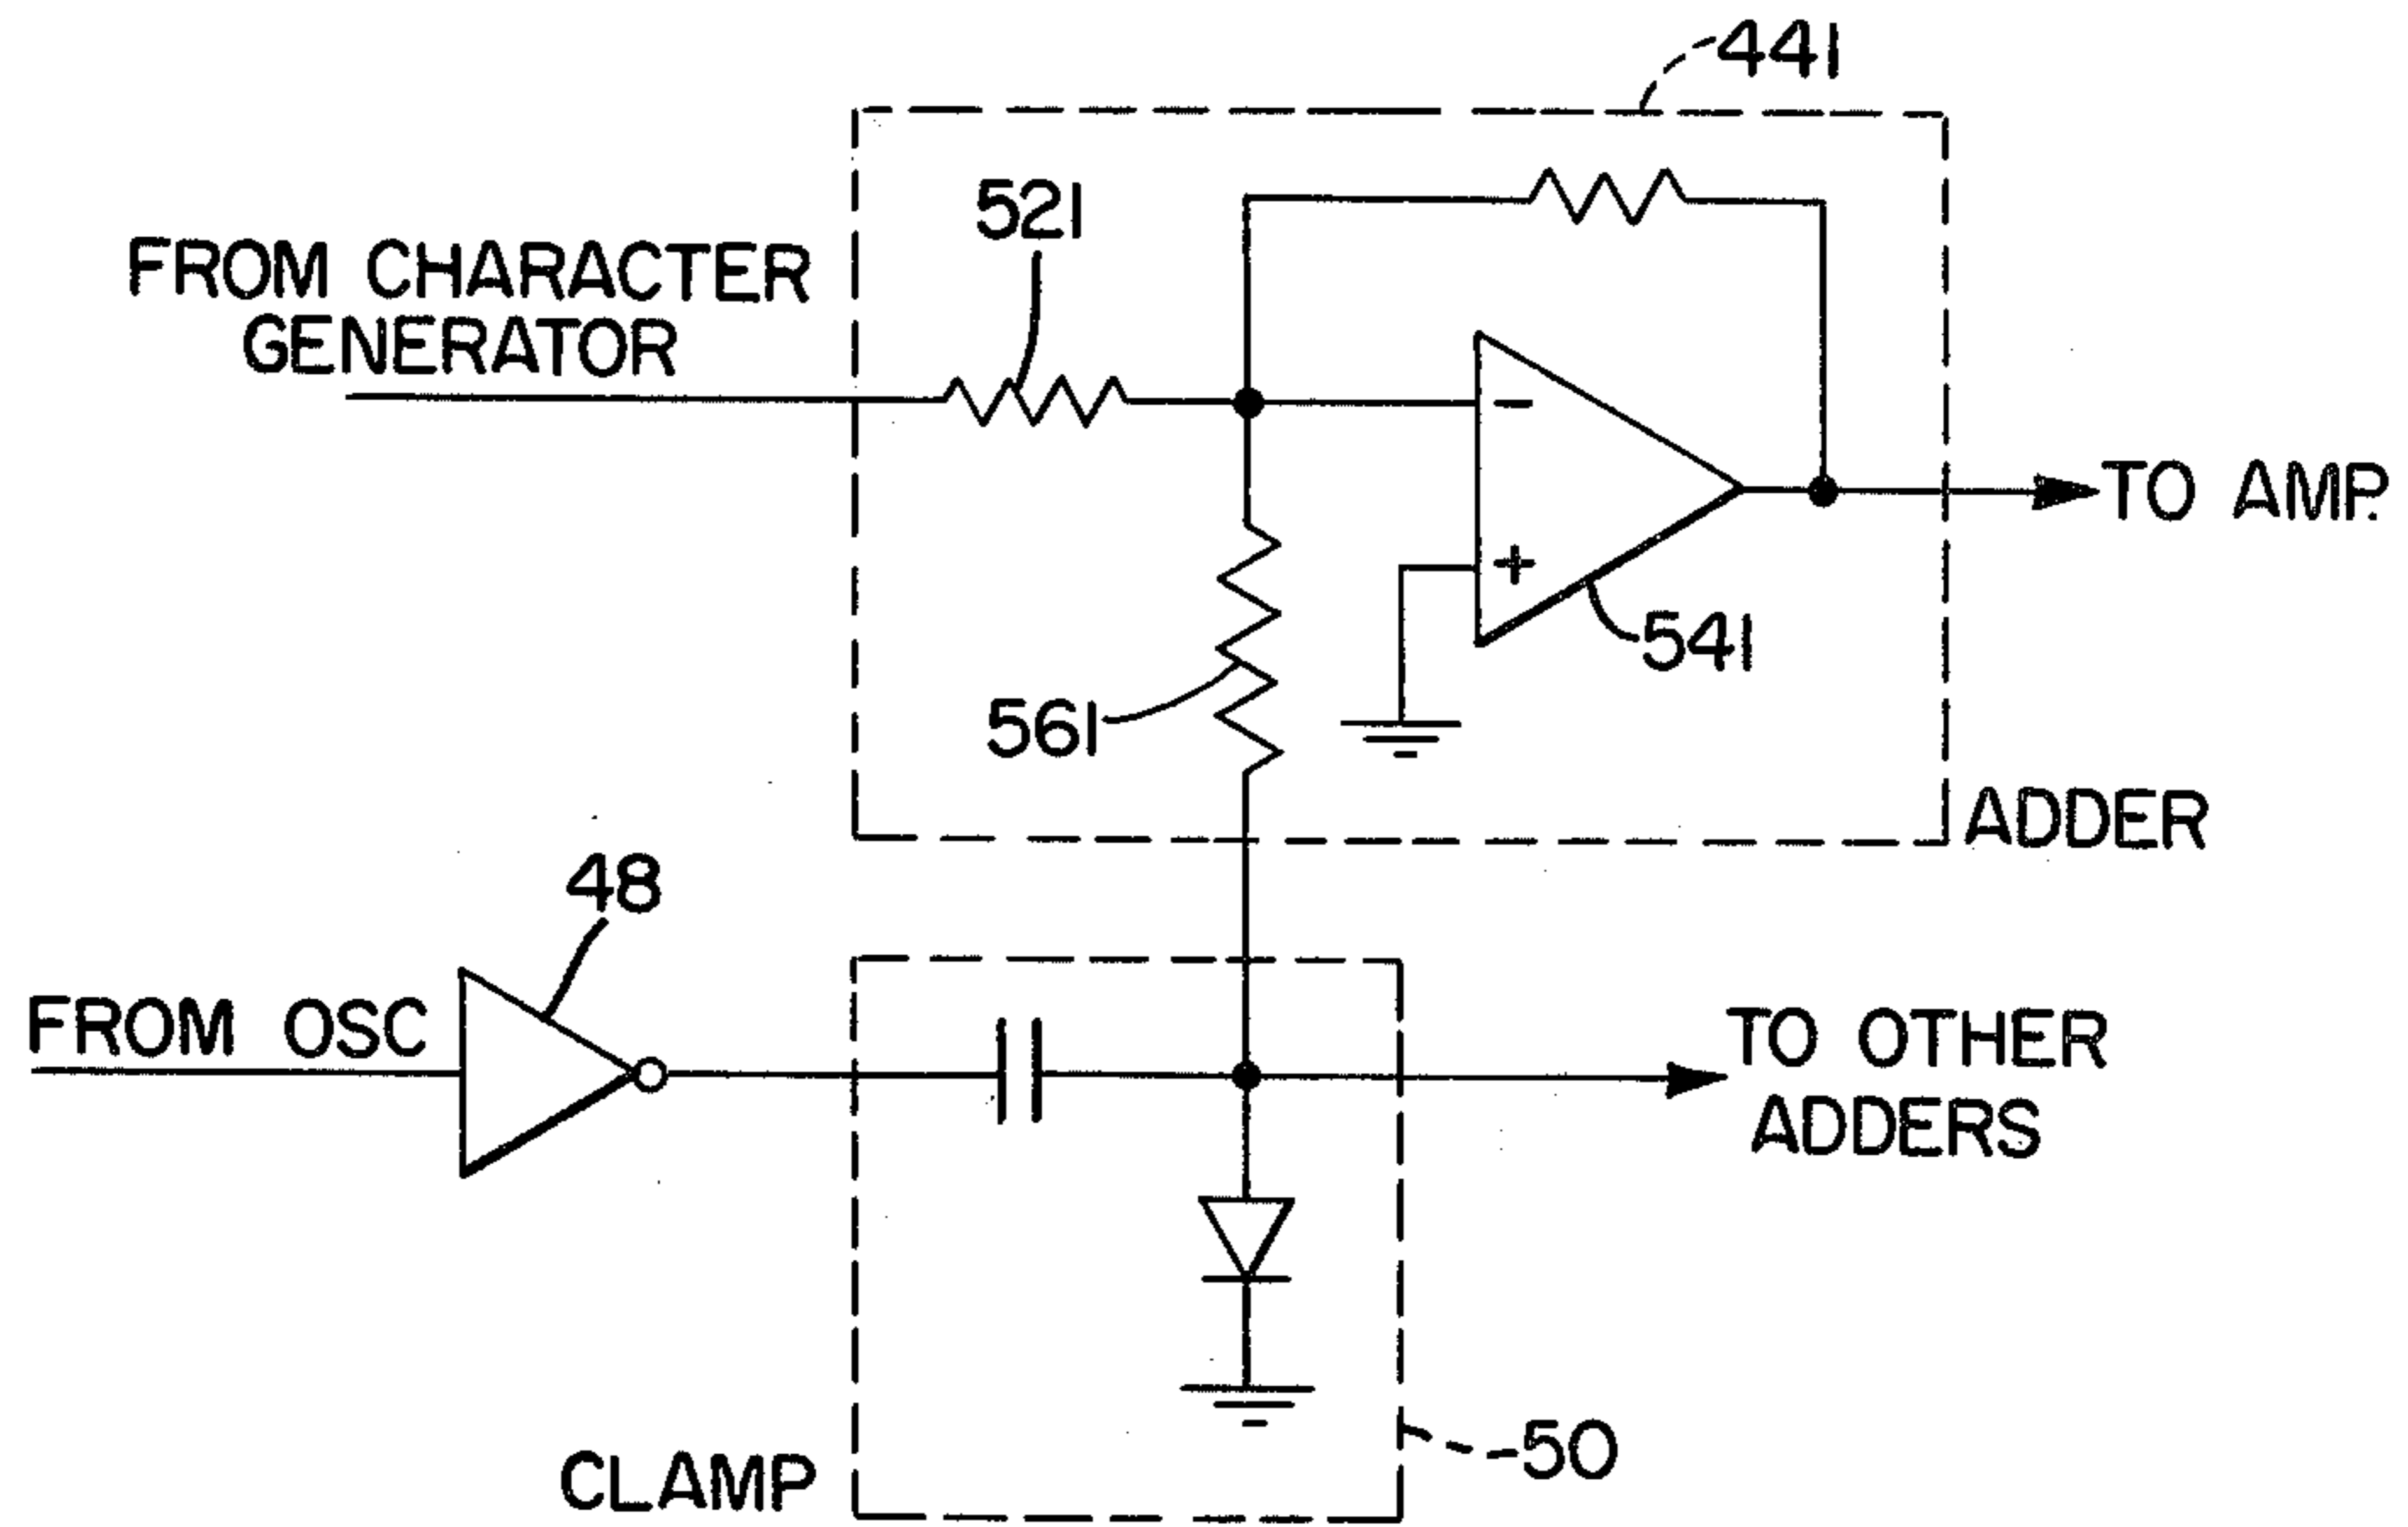 441
521
FROM CHARACTER
GENERATOR
−
+
TO AMP.
541
561
ADDER
48
FROM OSC
TO OTHER
ADDERS
50
CLAMP